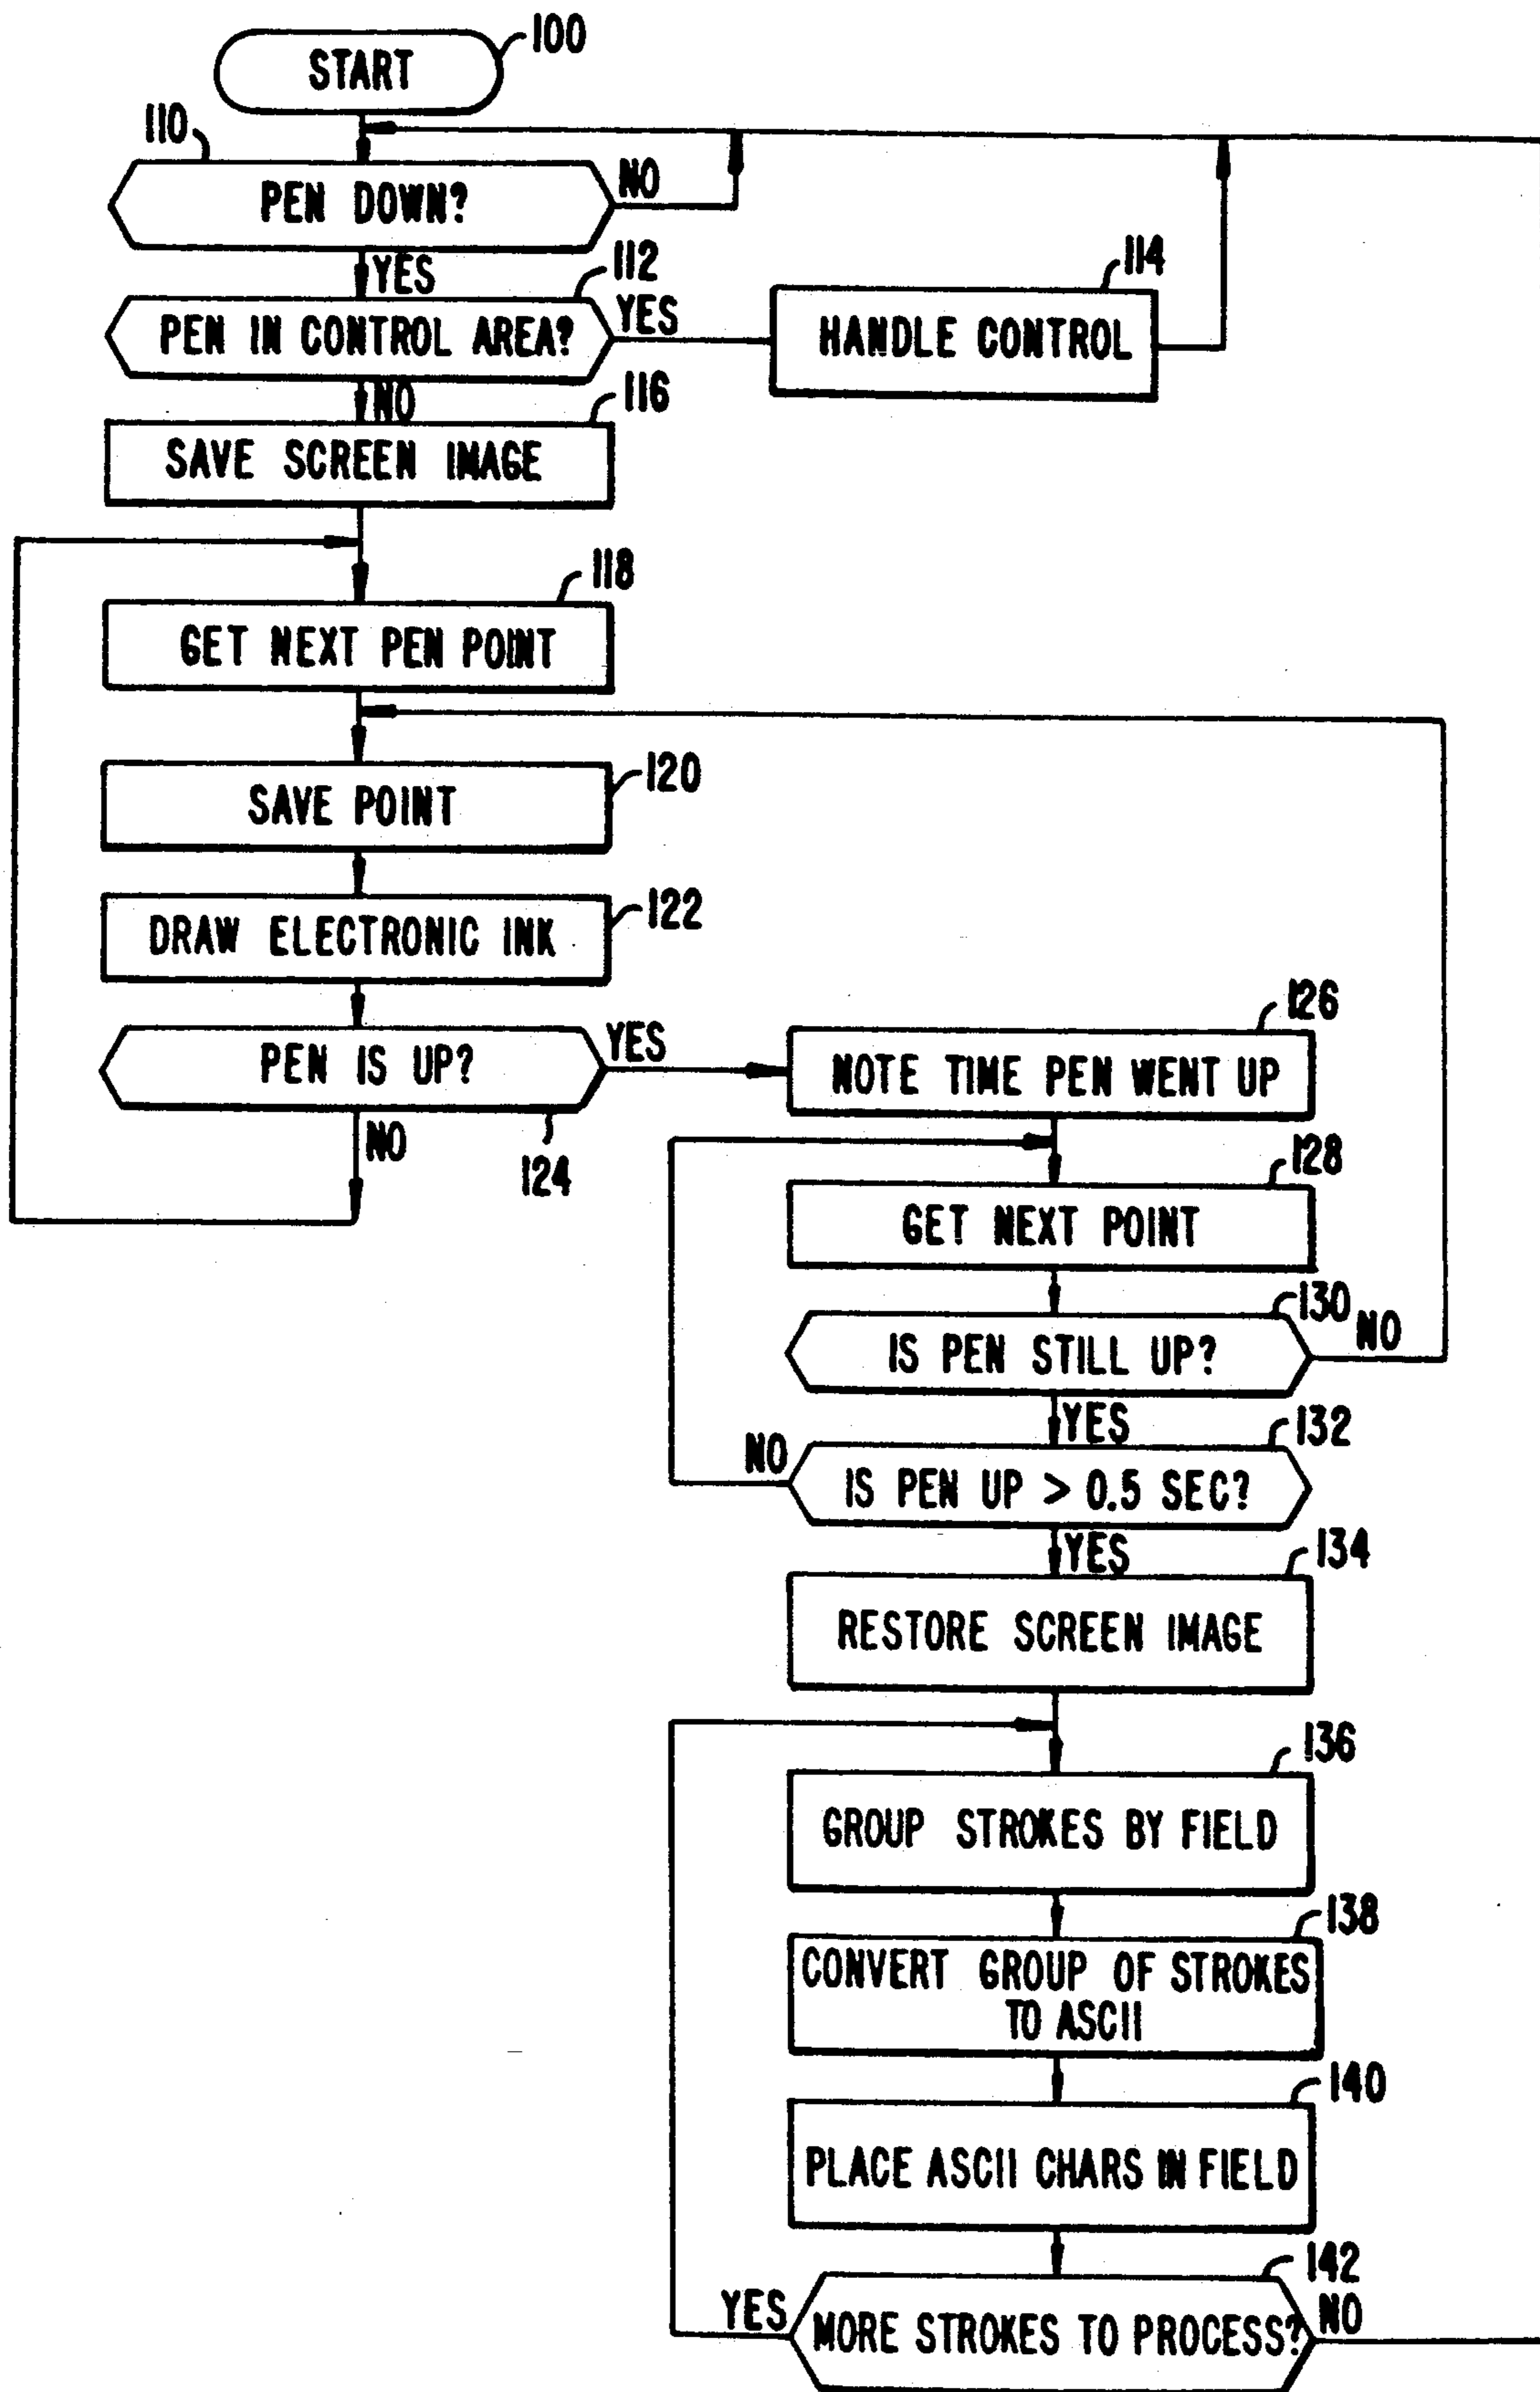 START
100
110
PEN DOWN?
NO
YES
112
PEN IN CONTROL AREA?
YES
114
HANDLE CONTROL
NO
116
SAVE SCREEN IMAGE
118
GET NEXT PEN POINT
120
SAVE POINT
122
DRAW ELECTRONIC INK
PEN IS UP?
YES
NO
124
126
NOTE TIME PEN WENT UP
128
GET NEXT POINT
130
IS PEN STILL UP?
NO
YES
132
NO
IS PEN UP > 0.5 SEC?
YES
134
RESTORE SCREEN IMAGE
136
GROUP STROKES BY FIELD
138
CONVERT GROUP OF STROKES
TO ASCII
140
PLACE ASCII CHARS IN FIELD
142
YES
MORE STROKES TO PROCESS?
NO